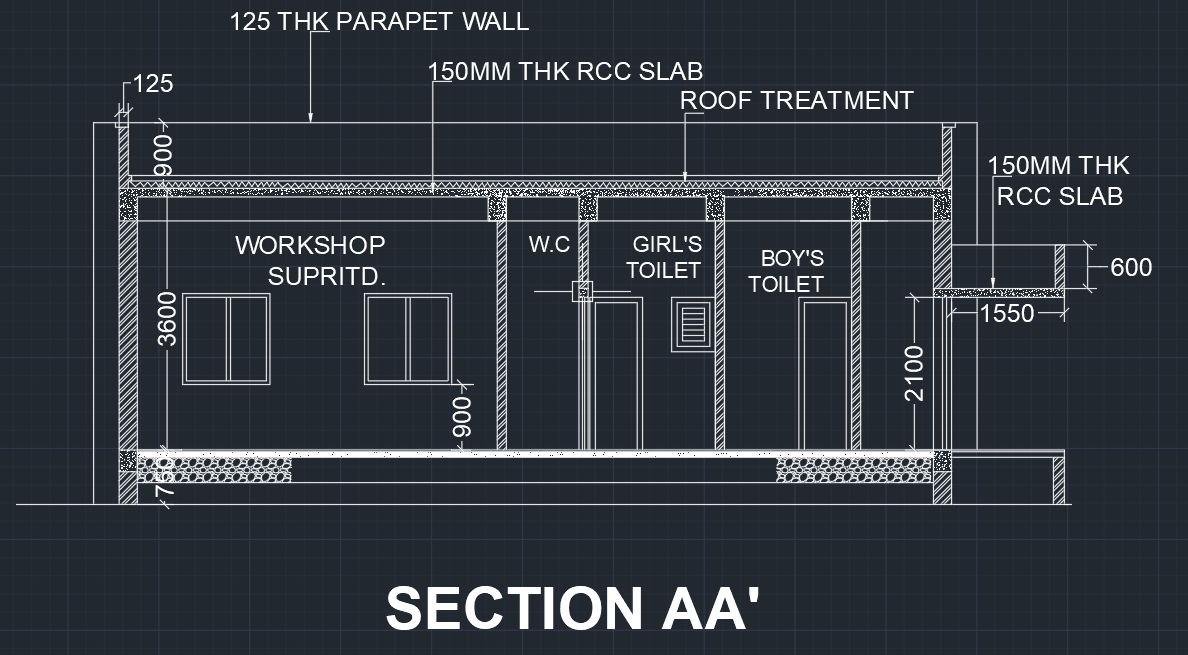 125 THK PARAPET WALL
150MM THK RCC SLAB
125
ROOF TREATMENT
900
150MM THK
RCC SLAB
WORKSHOP
SUPRITD.
W.C
GIRL'S
TOILET
BOY'S
TOILET
600
1550
3600
2100
900
750
SECTION AA'